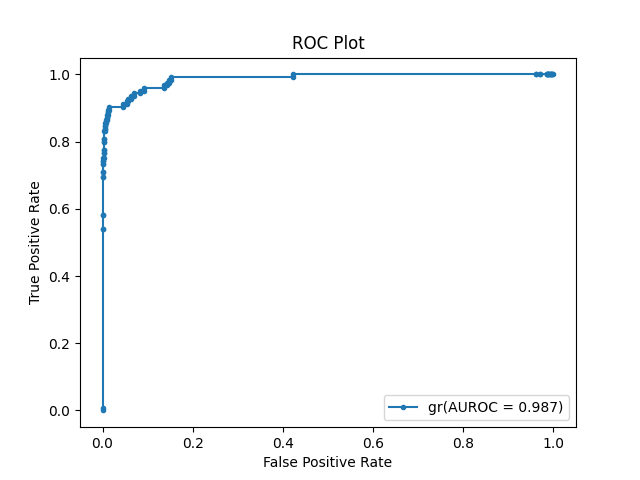 ROC Plot
1.0
0.8
0.6
0.4
0.2
0.0
True Positive Rate
gr(AUROC = 0.987)
0.0 0.2 0.4 0.6 0.8 1.0
False Positive Rate